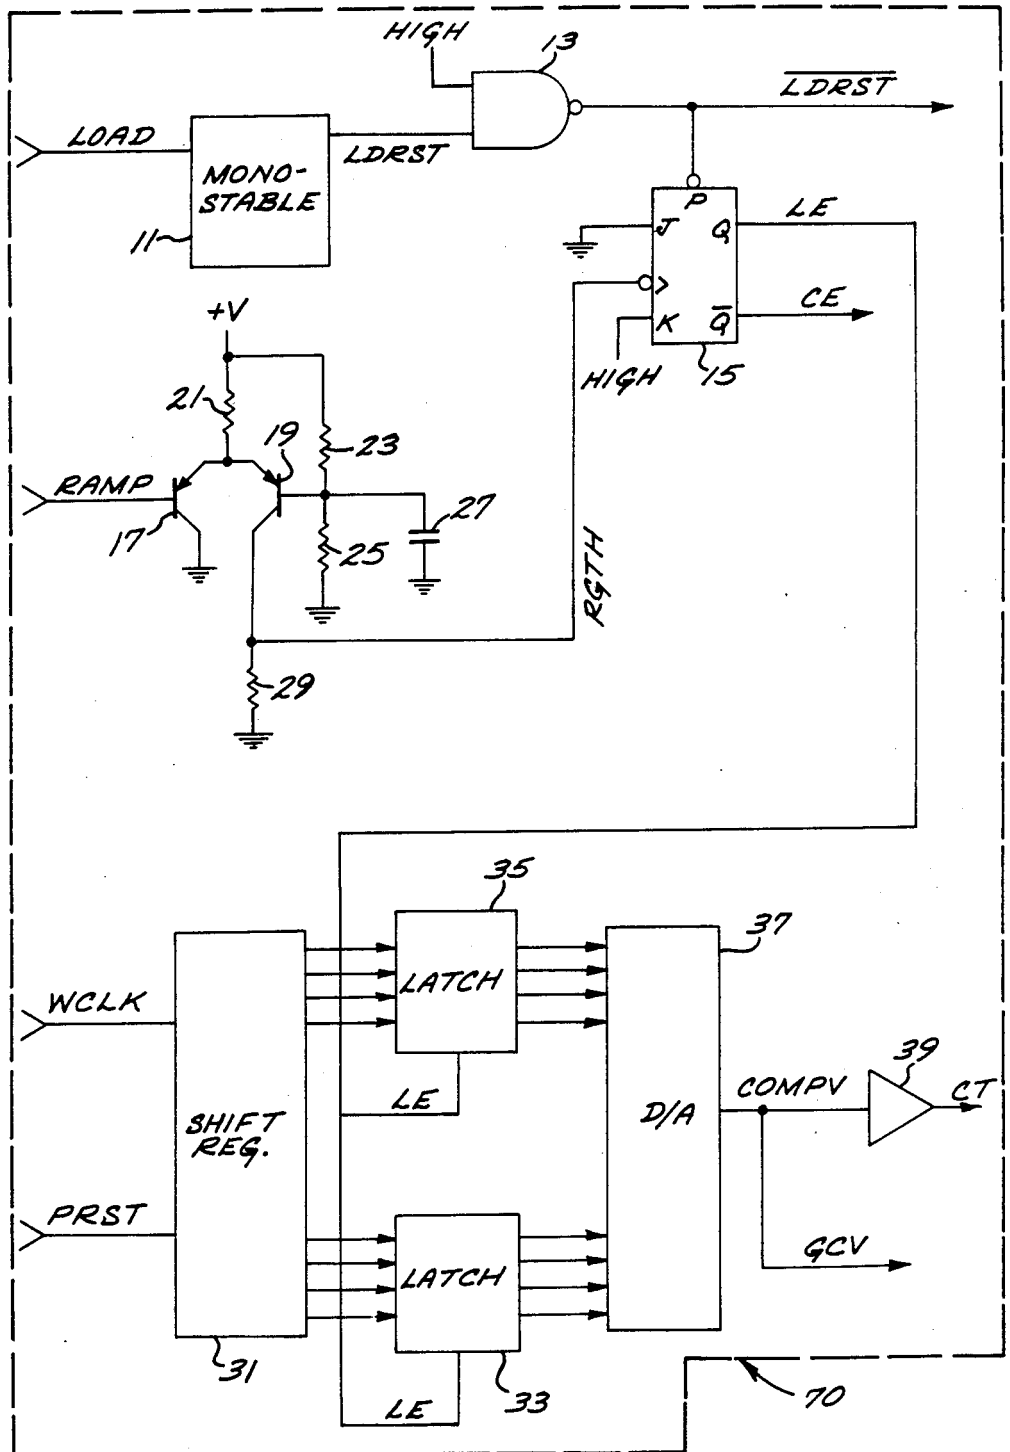 HIGH
13
LDRST
LOAD
MONO-
STABLE
LDRST
11
P
J
Q
LE
>
K
Q
CE
HIGH
15
+V
21
19
23
RAMP
17
25
27
RGTH
29
35
37
WCLK
LATCH
39
LE
COMPV
CT
SHIFT
REG.
D/A
PRST
LATCH
GCV
31
LE
33
70